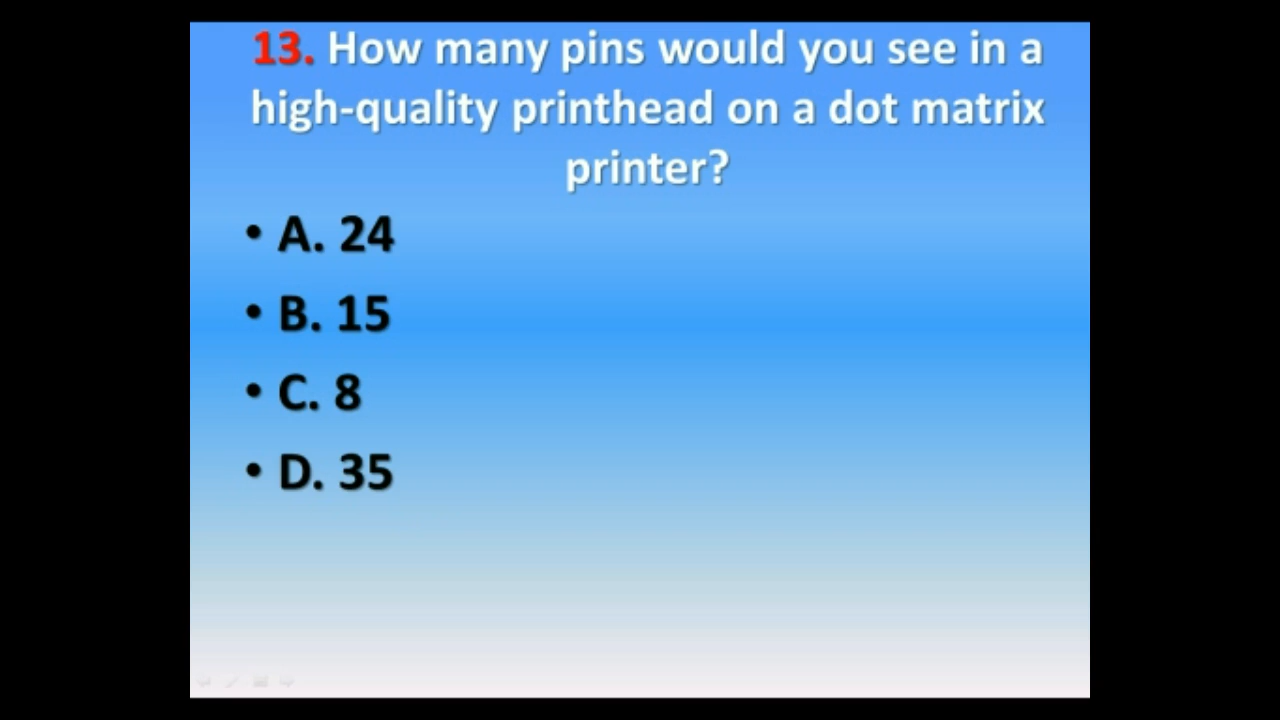 13. How many pins would you see in a
high-quality printhead on a dot matrix
printer?
• A. 24
• B. 15
• C. 8
• D. 35